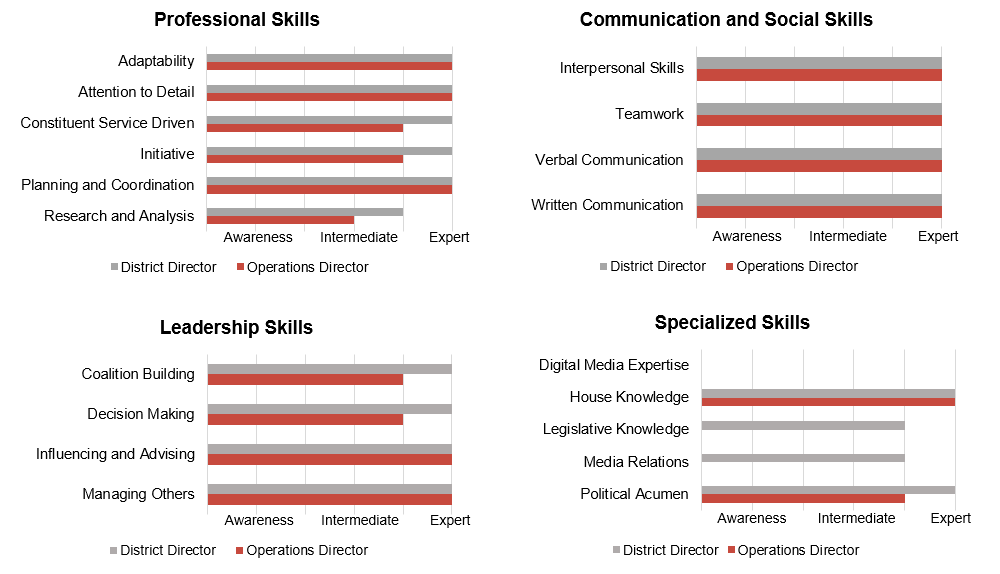 Professional Skills
Adaptability
Attention to Detail
Constituent Service Driven
Initiative
Planning and Coordination
Research and Analysis
Awareness Intermediate Expert
District Director Operations Director
Communication and Social Skills
Interpersonal Skills
Teamwork
Verbal Communication
Written Communication
Awareness Intermediate Expert
District Director Operations Director
Leadership Skills
Coalition Building
Decision Making
Influencing and Advising
Managing Others
Awareness Intermediate Expert
District Director Operations Director
Specialized Skills
Digital Media Expertise
House Knowledge
Legislative Knowledge
Media Relations
Political Acumen
Awareness Intermediate Expert
District Director Operations Director